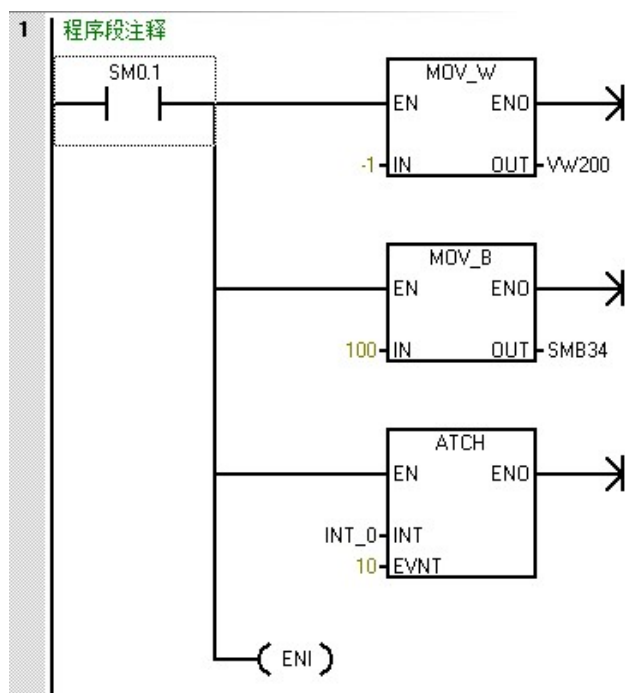 1 程序段注释
SM0.1
MOV_W
EN ENO
-1 IN OUT VW200
MOV_B
EN ENO
100 IN OUT SMB34
ATCH
EN ENO
INT_0 INT
10 EVNT
ENI